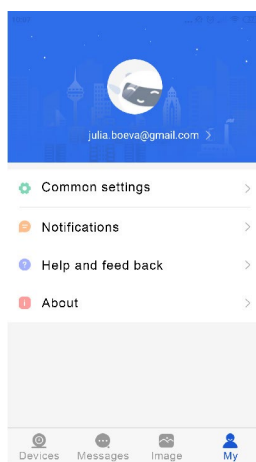 julia.boeva@gmail.com
Common settings
Notifications
Help and feed back
About
Devices Messages Image My